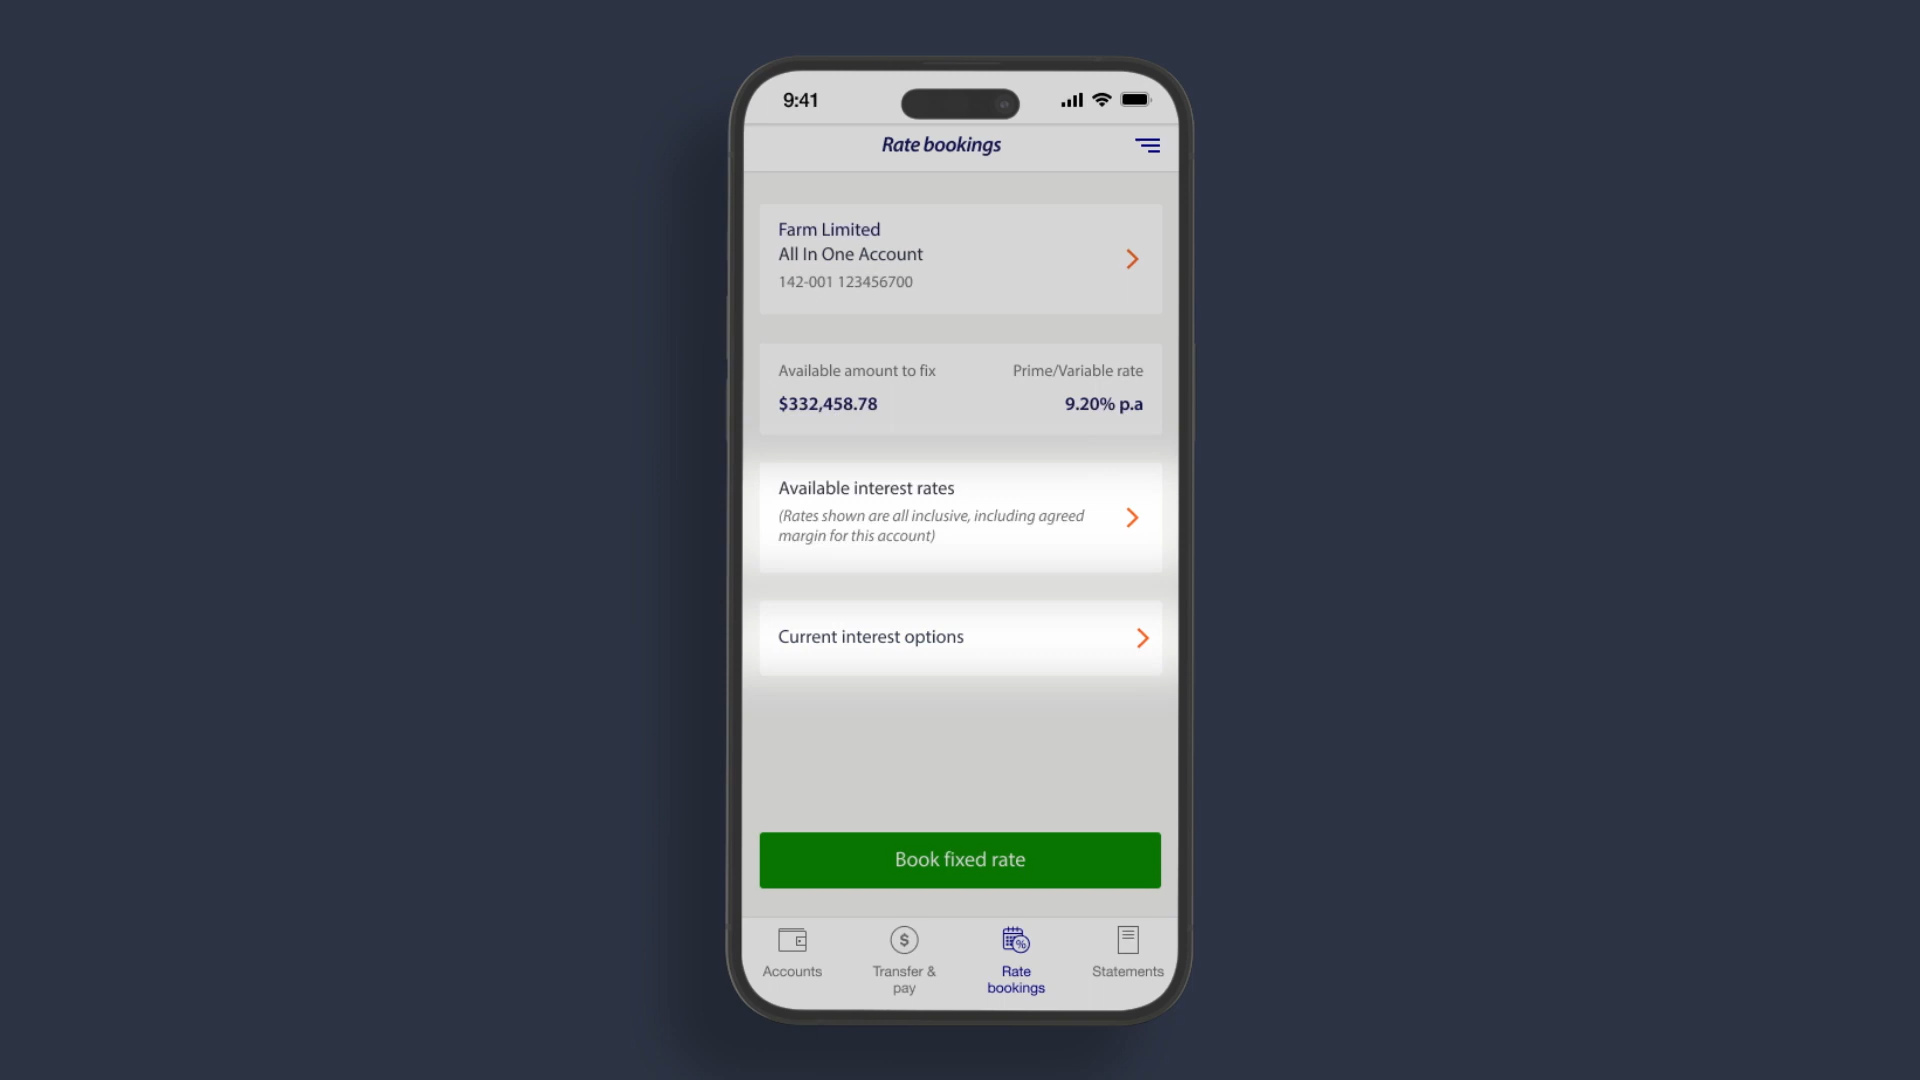 9:41
Rate bookings
Farm Limited
All In One Account
142-001 123456700
Available amount to fix
Prime/Variable rate
$332,458.78
9.20% p.a
Available interest rates
(Rates shown are all inclusive, including agreed
margin for this account)
Current interest options
Book fixed rate
Accounts
Transfer &
pay
Rate
bookings
Statements